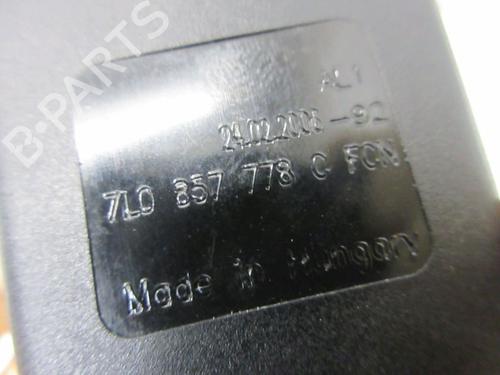 B-PARTS
AL1
24.02.2006-92
7L0 857 778 C FCN
Made in Hungary